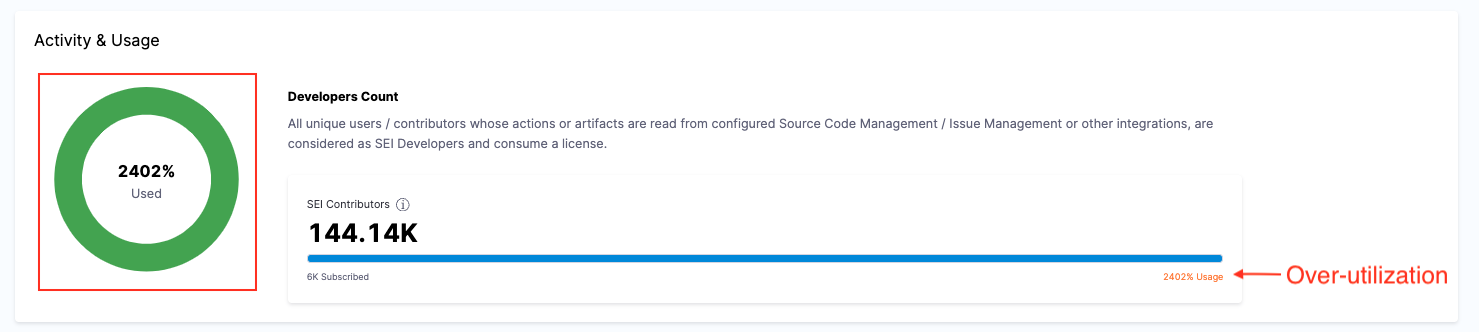 Activity & Usage
2402%
Used
Developers Count
All unique users / contributors whose actions or artifacts are read from configured Source Code Management / Issue Management or other integrations, are
considered as SEI Developers and consume a license.
SEI Contributors
144.14K
6K Subscribed
2402% Usage
Over-utilization